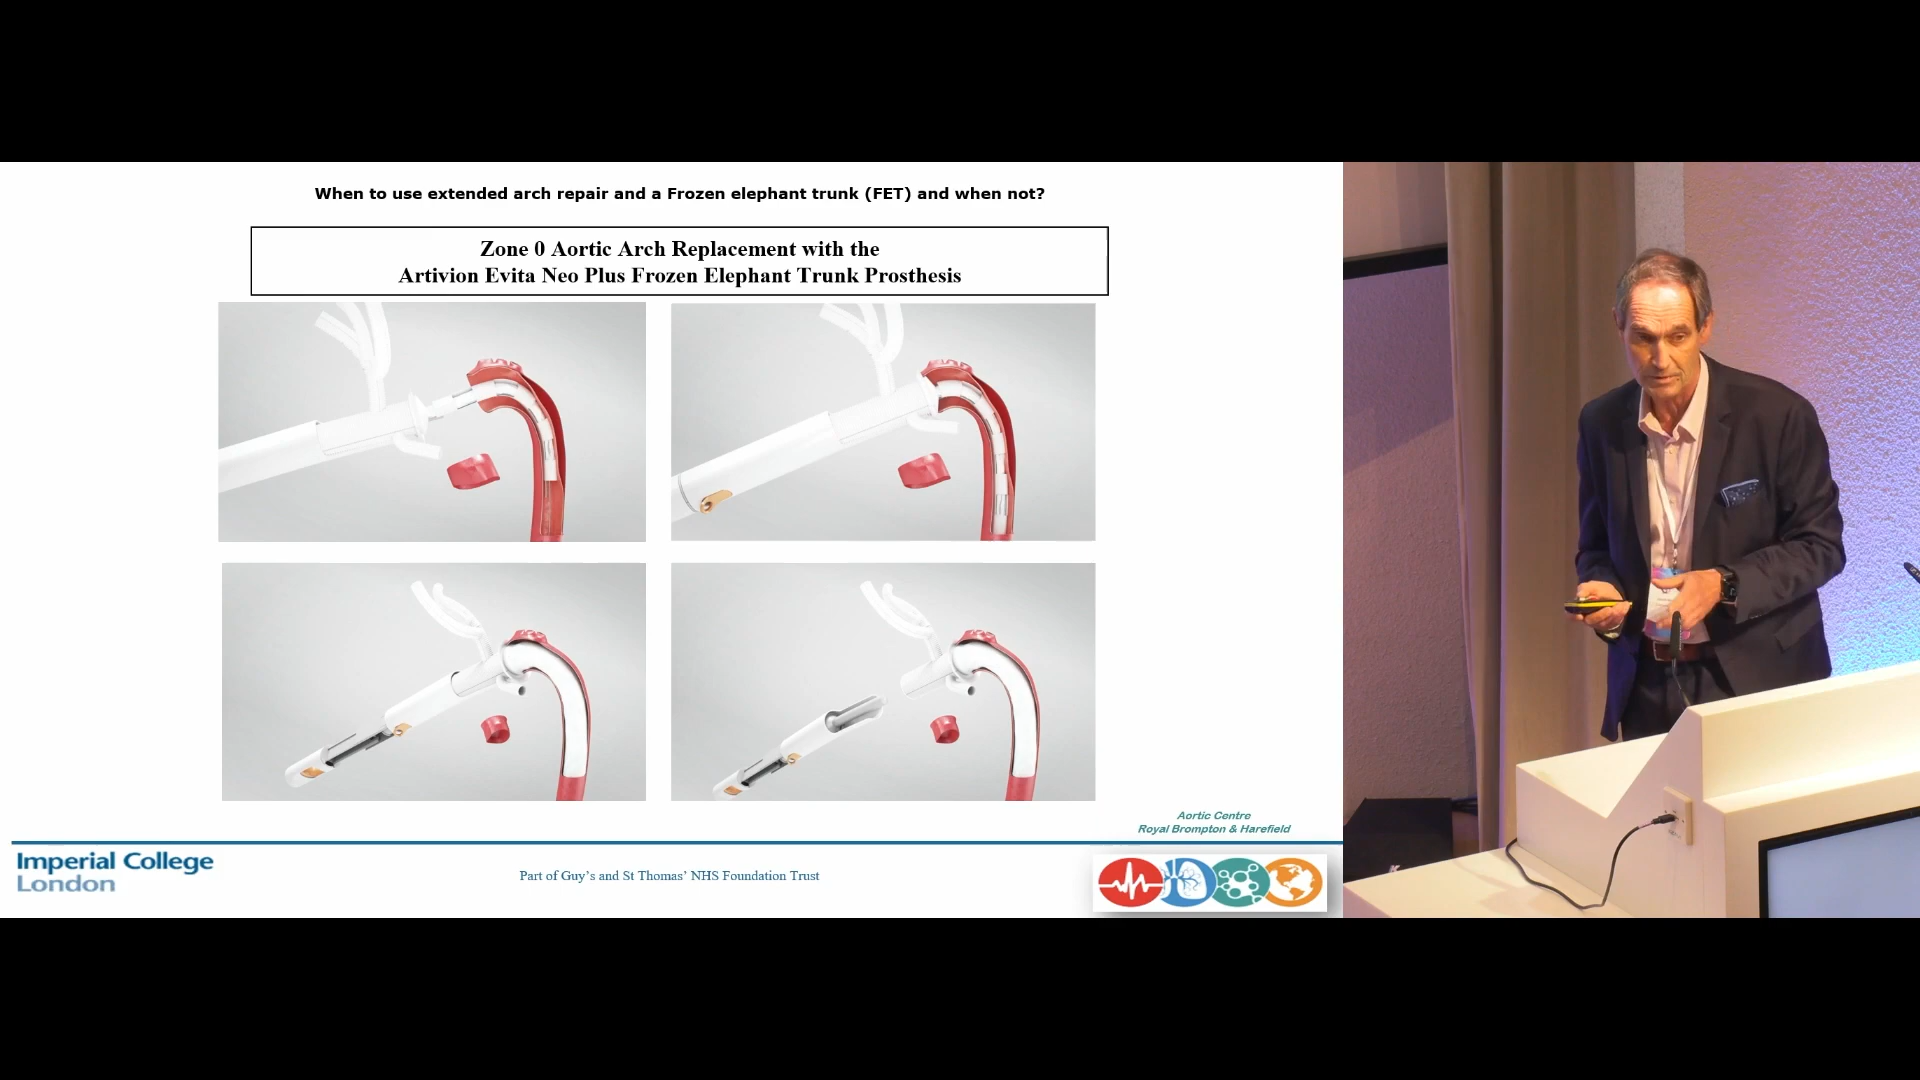 When to use extended arch repair and a Frozen elephant trunk (FET) and when not?
Zone 0 Aortic Arch Replacement with the
Artivion Evita Neo Plus Frozen Elephant Trunk Prosthesis
Aortic Centre
Royal Brompton & Harefield
Imperial College
London
Part of Guy's and St Thomas' NHS Foundation Trust